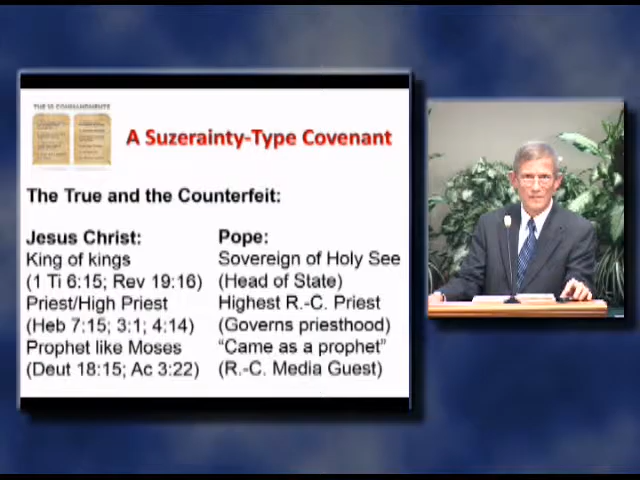 THE 10 COMMANDMENTS
A Suzerainty-Type Covenant
The True and the Counterfeit:
Jesus Christ:
King of kings
(1 Ti 6:15; Rev 19:16)
Priest/High Priest
(Heb 7:15; 3:1; 4:14)
Prophet like Moses
(Deut 18:15; Ac 3:22)
Pope:
Sovereign of Holy See
(Head of State)
Highest R.-C. Priest
(Governs priesthood)
“Came as a prophet”
(R.-C. Media Guest)